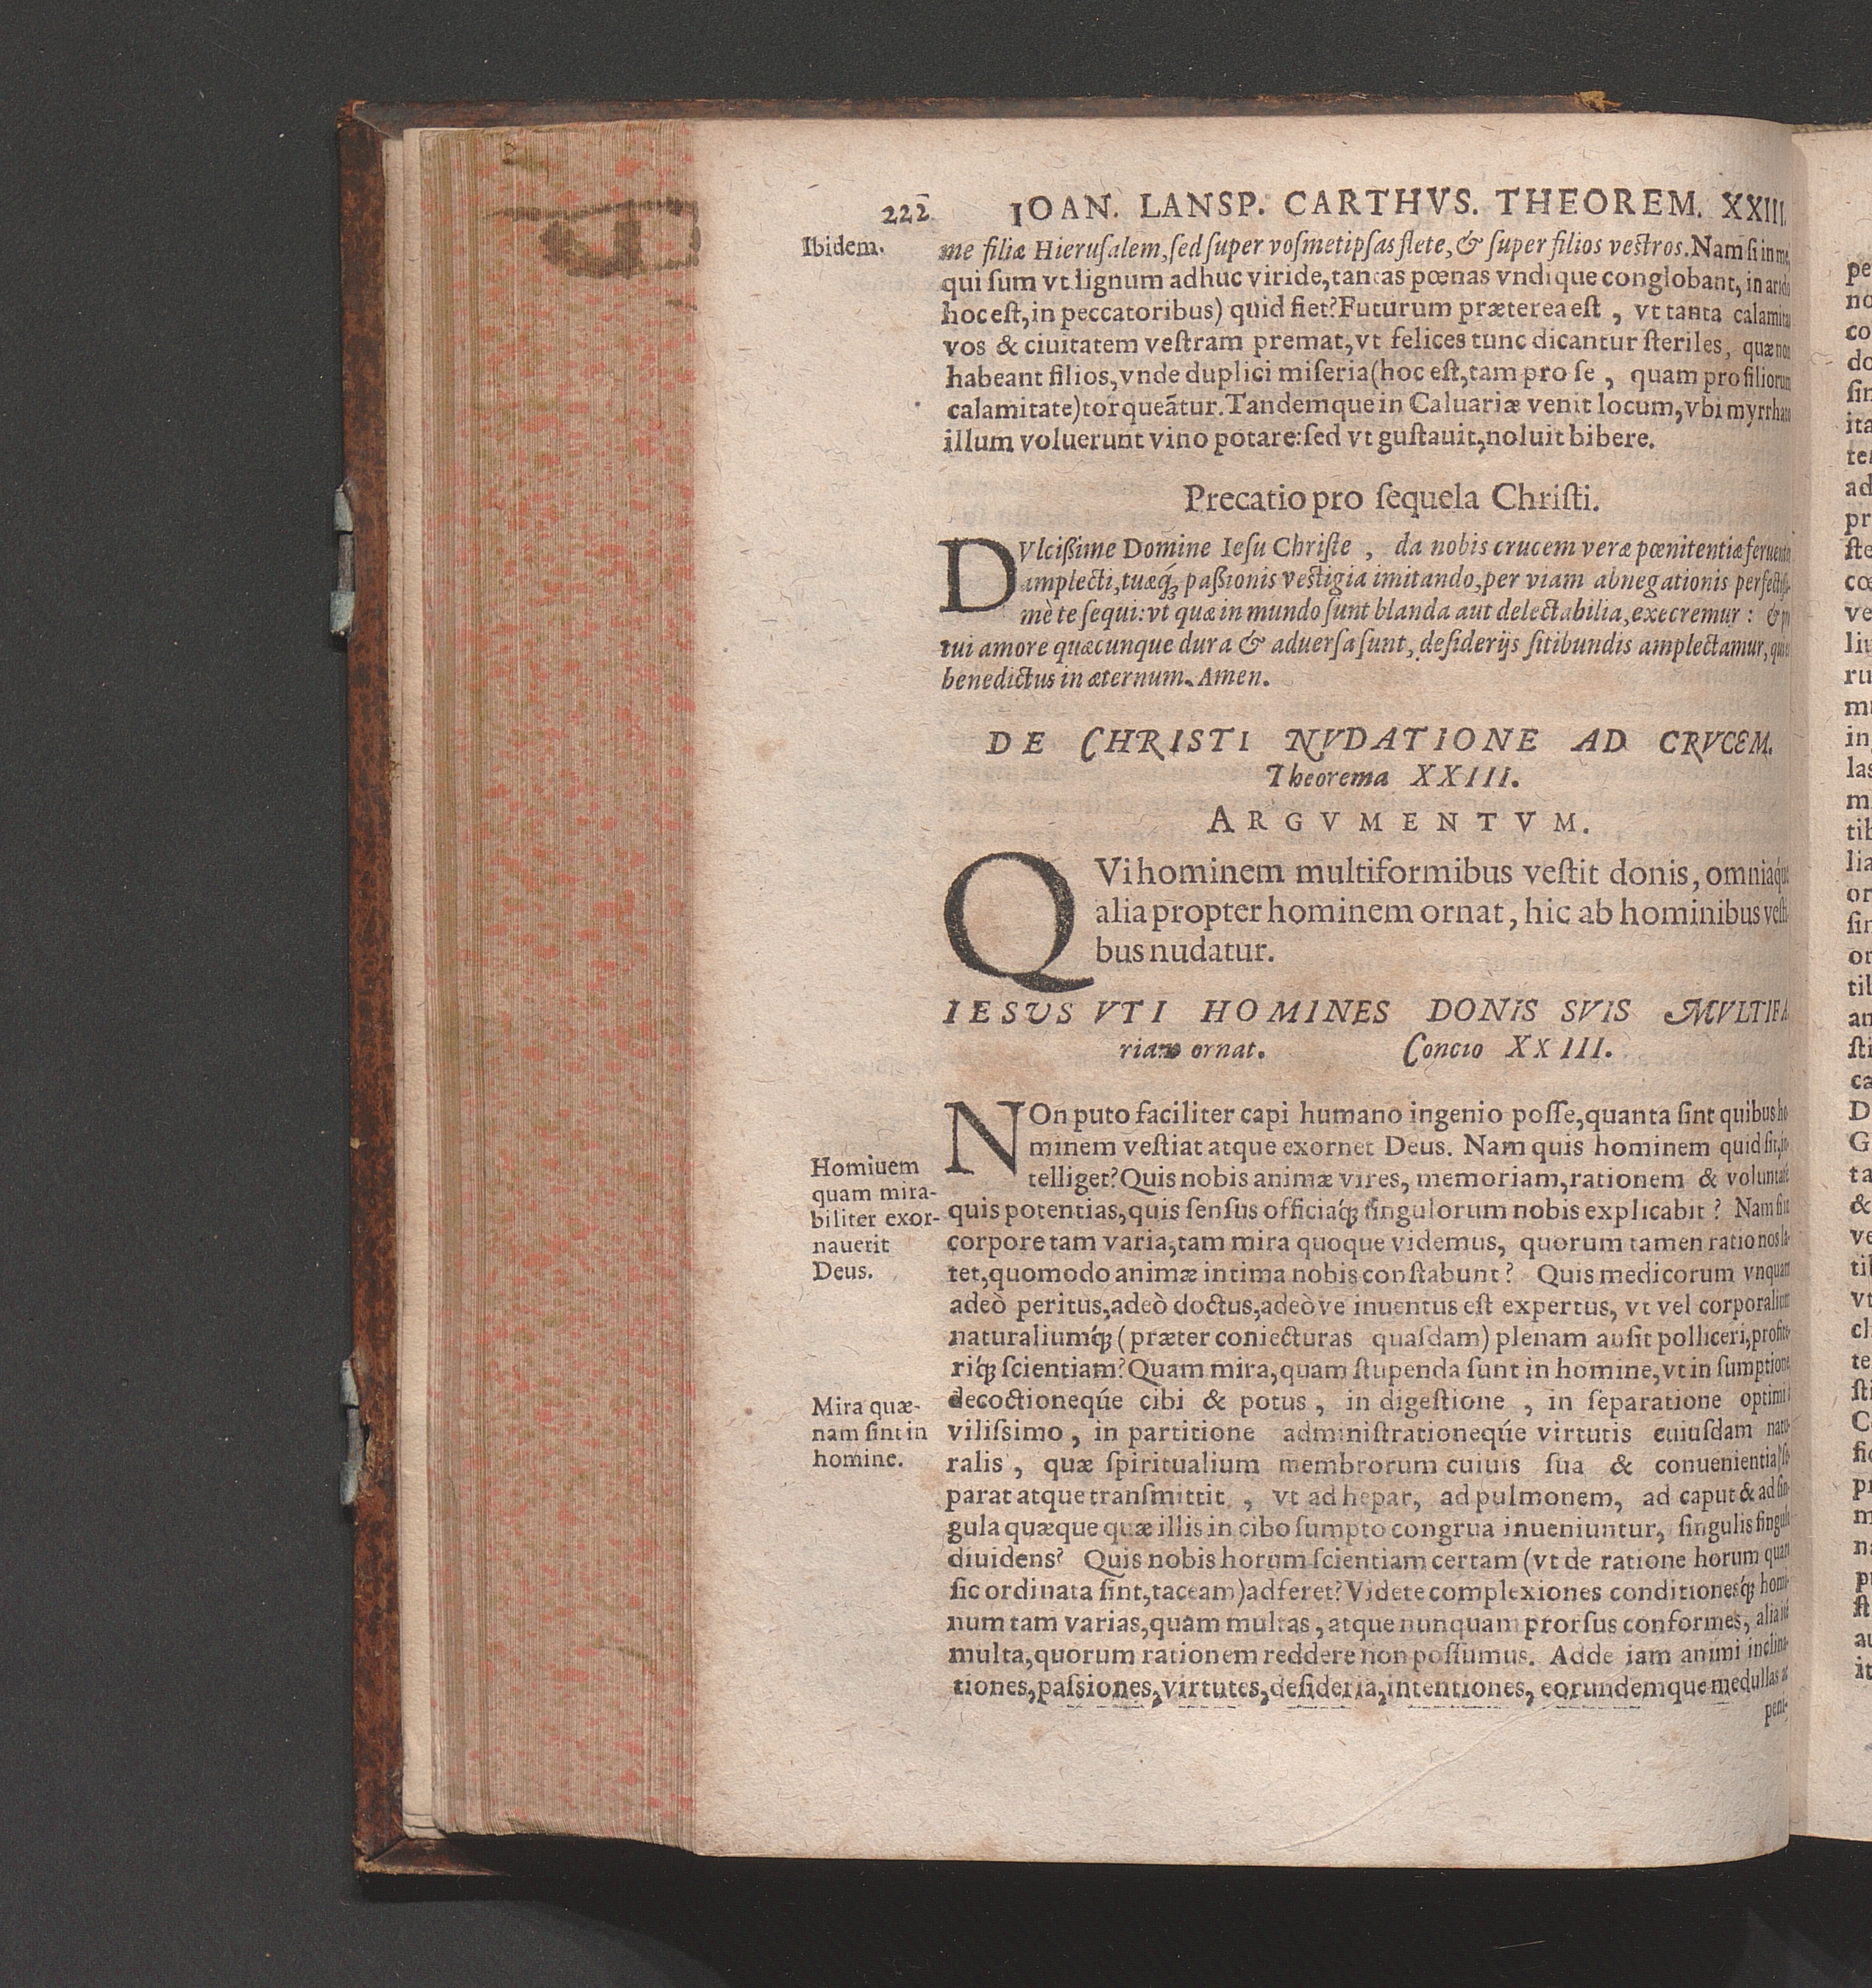 222 IOAN. LANSP. CARTHVS. THEOREM. XXIII.
Ibidem.
me filiæ Hieruſalem, ſed ſuper voſmetipſas flete, & ſuper filios veſtros. Nam ſi in me,
qui ſum vt lignum adhuc viride, tantas pœnas vndique conglobant, in arido
hoc eſt, in peccatoribus) quid fiet? Futurum præterea eſt, vt tanta calamitas
vos & ciuitatem veſtram premat, vt felices tunc dicantur ſteriles, quæ non
habeant filios, vnde duplici miſeria (hoc eſt, tam pro ſe, quam pro filiorum
calamitate) torqueãtur. Tandemque in Caluariæ venit locum, vbi
illum voluerunt vino potare: ſed vt guſtauit, noluit bibere.
Precatio pro ſequela Chriſti.
DVlcißime Domine Ieſu Chriſte, da nobis crucem veræ pœnitentiæ
amplecti, tuæq́; paßionis veſtigia imitando, per viam abnegationis
mè te ſequi: vt quæ in mundo ſunt blanda aut delectabilia, execremur: &
tui amore quæcunque dura & aduerſa ſunt, deſiderijs ſitibundis amplectamur,
benedictus in æternum. Amen.
DE CHRISTI NVDATIONE AD CRVCEM.
Theorema XXIII.
ARGVMENTVM.
QVi hominem multiformibus veſtit donis, omniaq́ue
alia propter hominem ornat, hic ab hominibus veſti-
bus nudatur.
IESVS VTI HOMINES DONIS SVIS MVLTIFA
riam ornat. Concio XXIII.
NOn puto faciliter capi humano ingenio poſſe, quanta ſint quibus ho
minem veſtiat atque exornet Deus. Nam quis hominem quid ſit, in-
telliget? Quis nobis animæ vires, memoriam, rationem & voluntatẽ
Homiuem
quam mira-
biliter exor-
nauerit
Deus.
quis potentias, quis ſenſus officiaq́; ſingulorum nobis explicabit? Nam
corpore tam varia, tam mira quoque videmus, quorum tamen ratio nos la-
tet, quomodo animæ intima nobis conſtabunt? Quis medicorum vnquam
adeò peritus, adeò doctus, adeòve inuentus eſt expertus, vt vel corporalium
naturaliumq́; (præter coniecturas quaſdam) plenam auſit polliceri, profite-
riq́; ſcientiam? Quam mira, quam ſtupenda ſunt in homine, vt in ſumptione
Mira quæ-
nam ſint in
homine.
decoctioneq́ue cibi & potus, in digeſtione, in ſeparatione optimi
viliſsimo, in partitione adminiſtrationeq́ue virtutis cuiuſdam natu-
ralis, quæ ſpiritualium membrorum cuiuis ſua & conuenientia ſe-
parat atque tranſmittit, vt ad hepar, ad pulmonem, ad caput & ad ſin-
gula quæque quæ illis in cibo ſumpto congrua inueniuntur, ſingulis ſingula
diuidens? Quis nobis horum ſcientiam certam (vt de ratione horum quare
ſic ordinata ſint, taceam) adferet? Videte complexiones conditionesq́; homi-
num tam varias, quàm multas, atque nunquam prorſus conformes,
multa, quorum rationem reddere non poſſumus. Adde iam animi inclina-
tiones, paſsiones, virtutes, deſideria, intentiones, eorundemque medullas ac
pene-